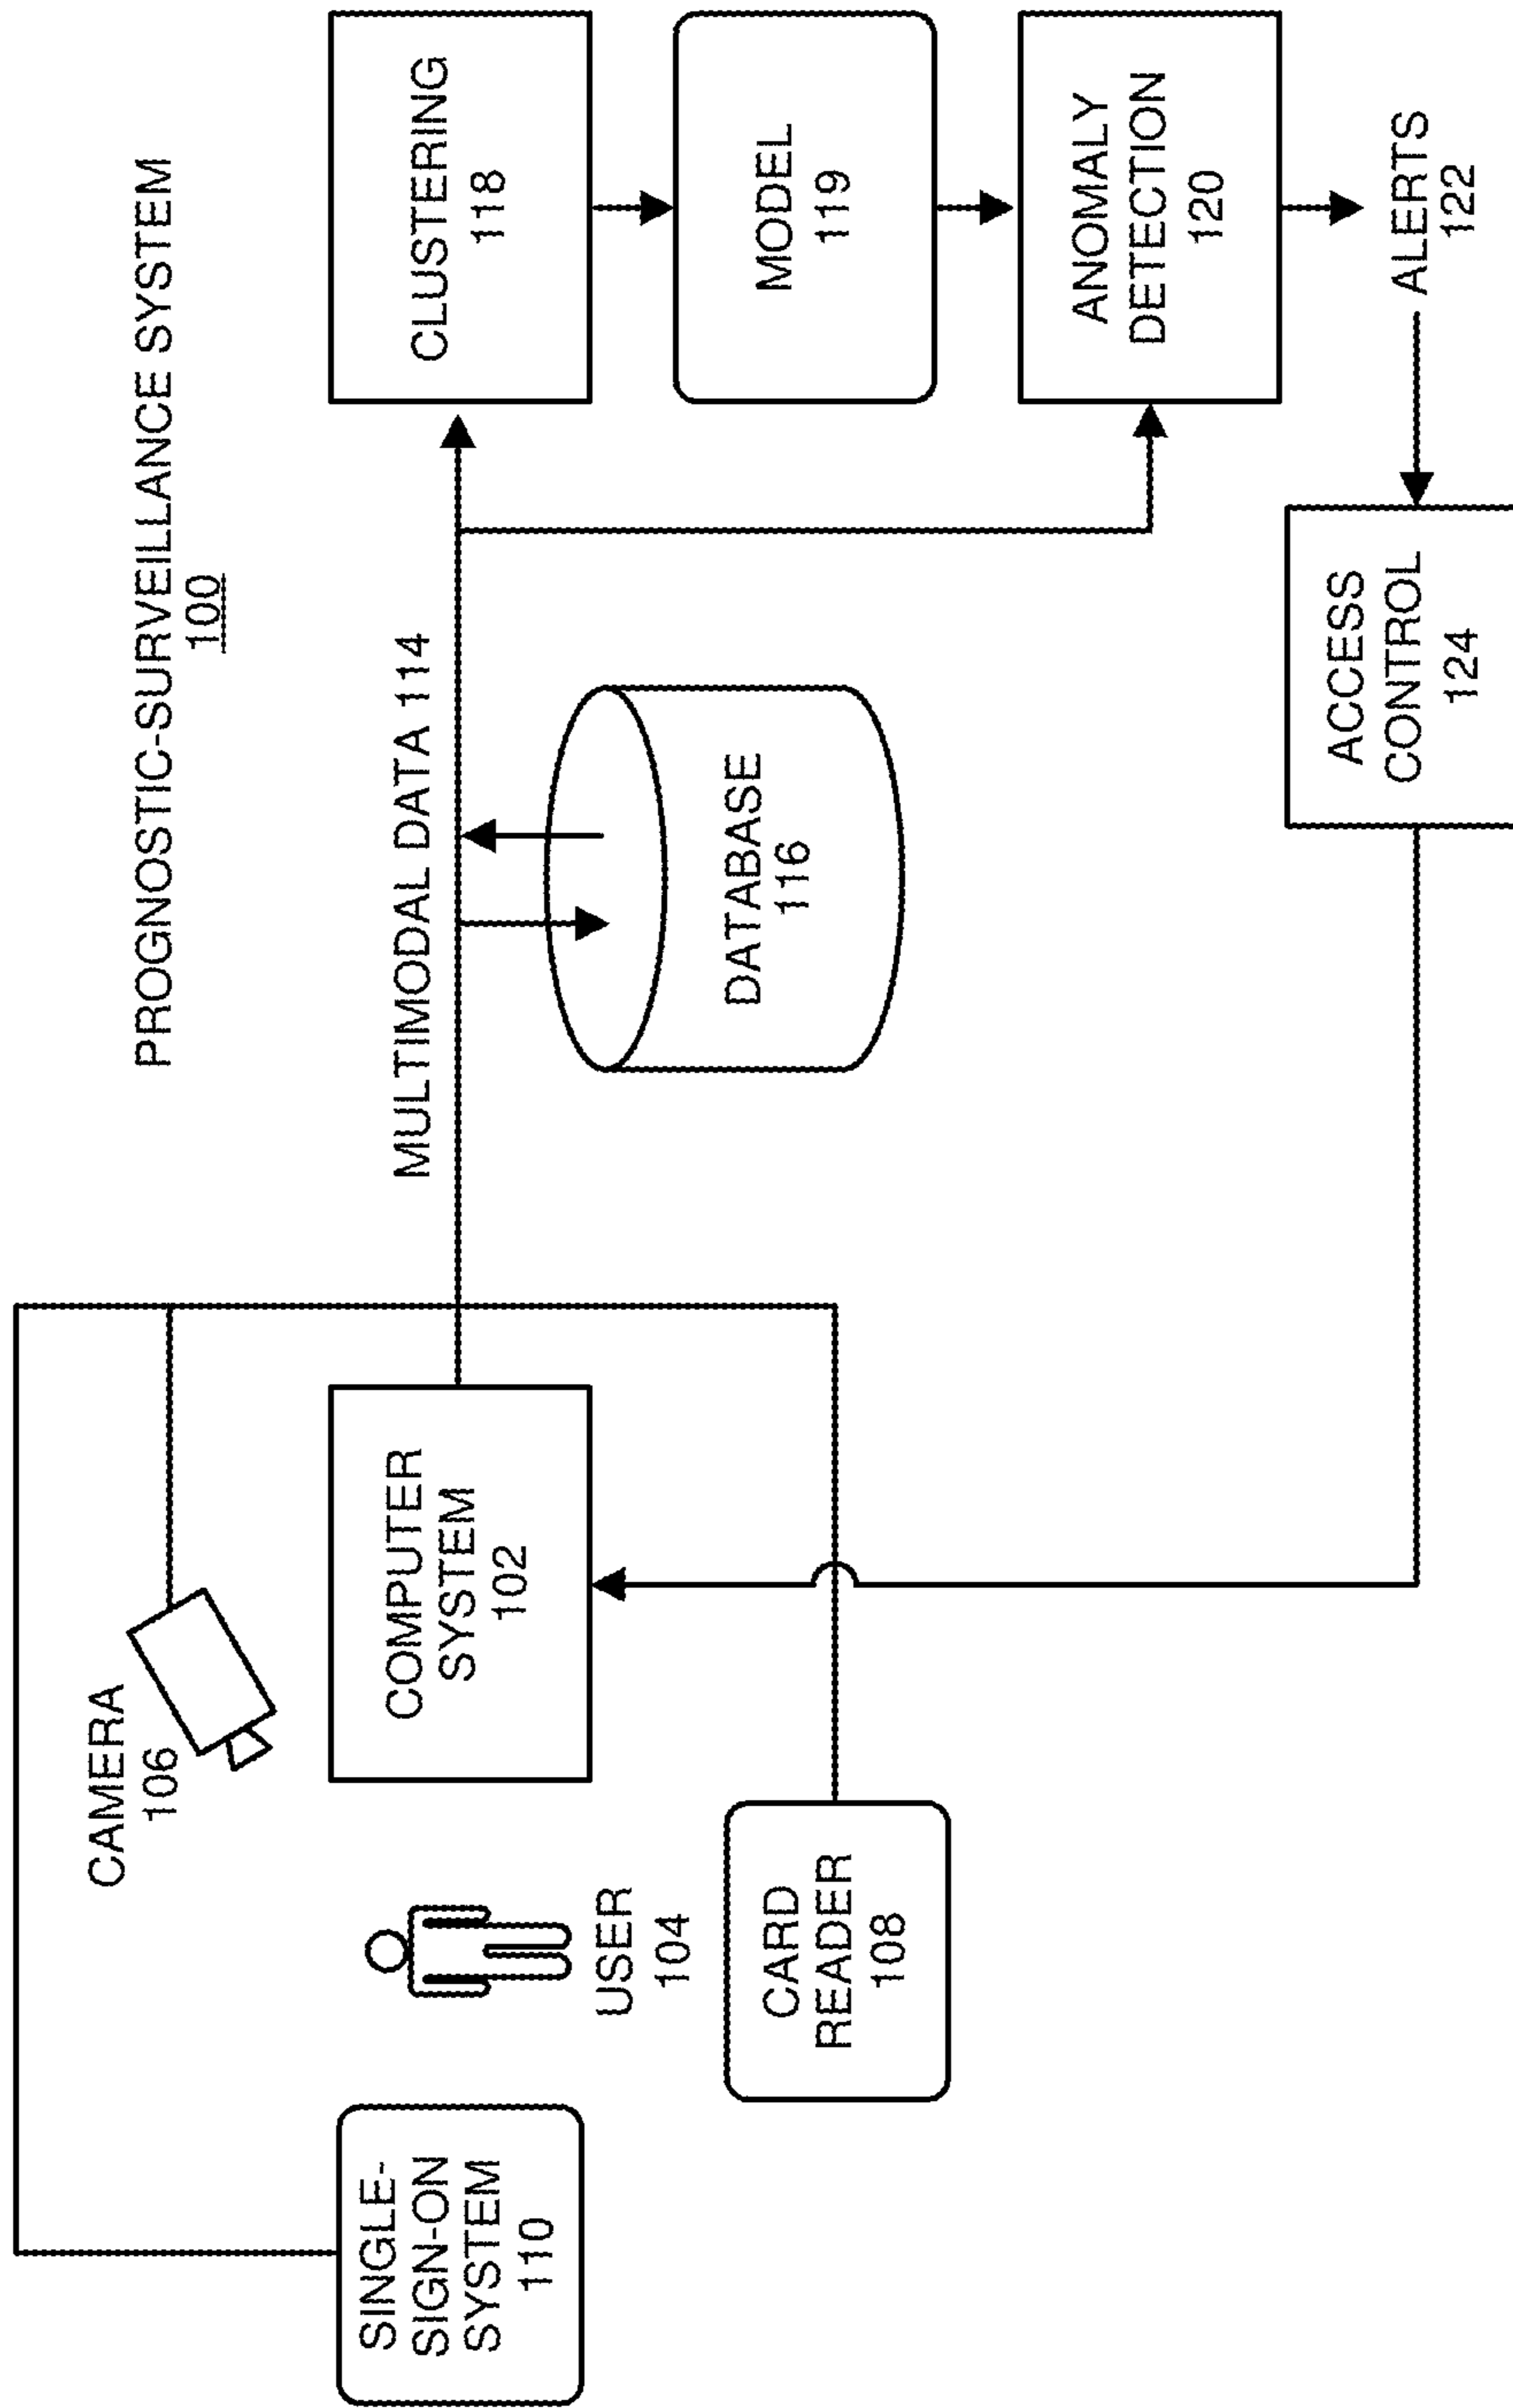 PROGNOSTIC-SURVEILLANCE SYSTEM
100
CAMERA
106
SINGLE-
SIGN-ON
SYSTEM
110
USER
104
COMPUTER
SYSTEM
102
CARD
READER
108
MULTIMODAL DATA 114
DATABASE
116
CLUSTERING
118
MODEL
119
ANOMALY
DETECTION
120
ALERTS
122
ACCESS
CONTROL
124